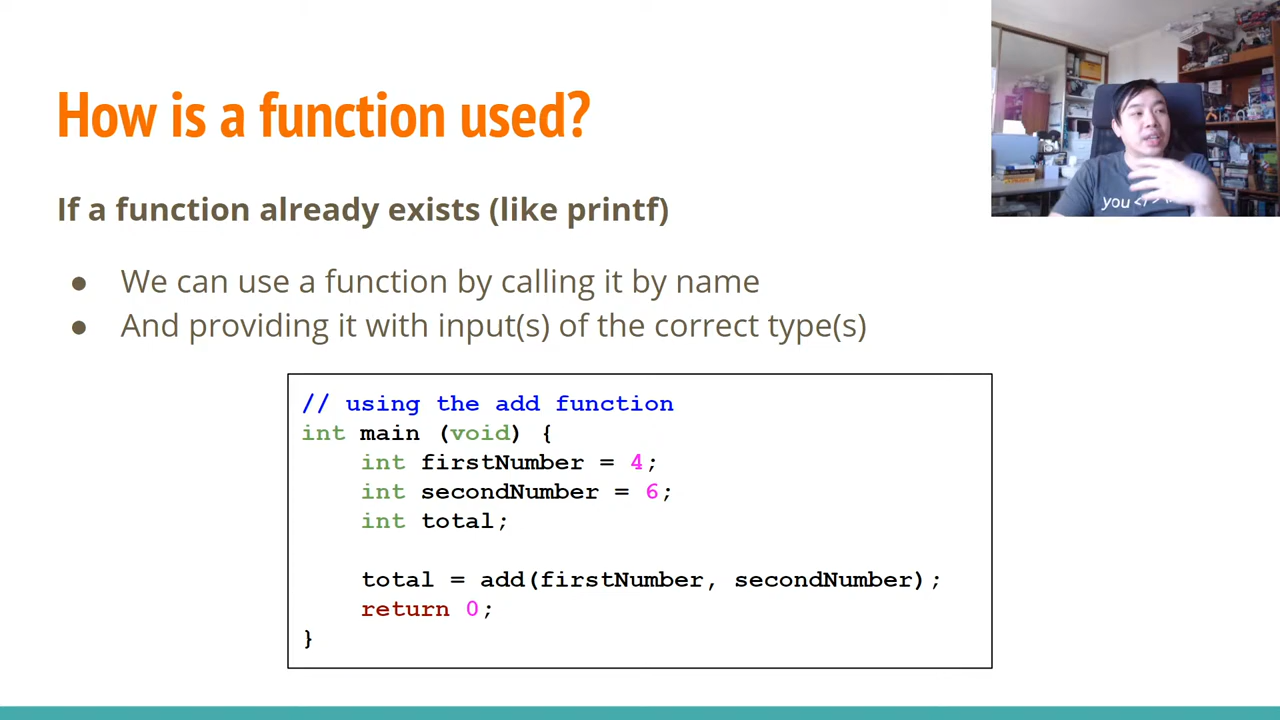 How is a function used?
If a function already exists (like printf)
● We can use a function by calling it by name
● And providing it with input(s) of the correct type(s)
// using the add function
int main (void) {
    int firstNumber = 4;
    int secondNumber = 6;
    int total;
    total = add(firstNumber, secondNumber);
    return 0;
}
you </>